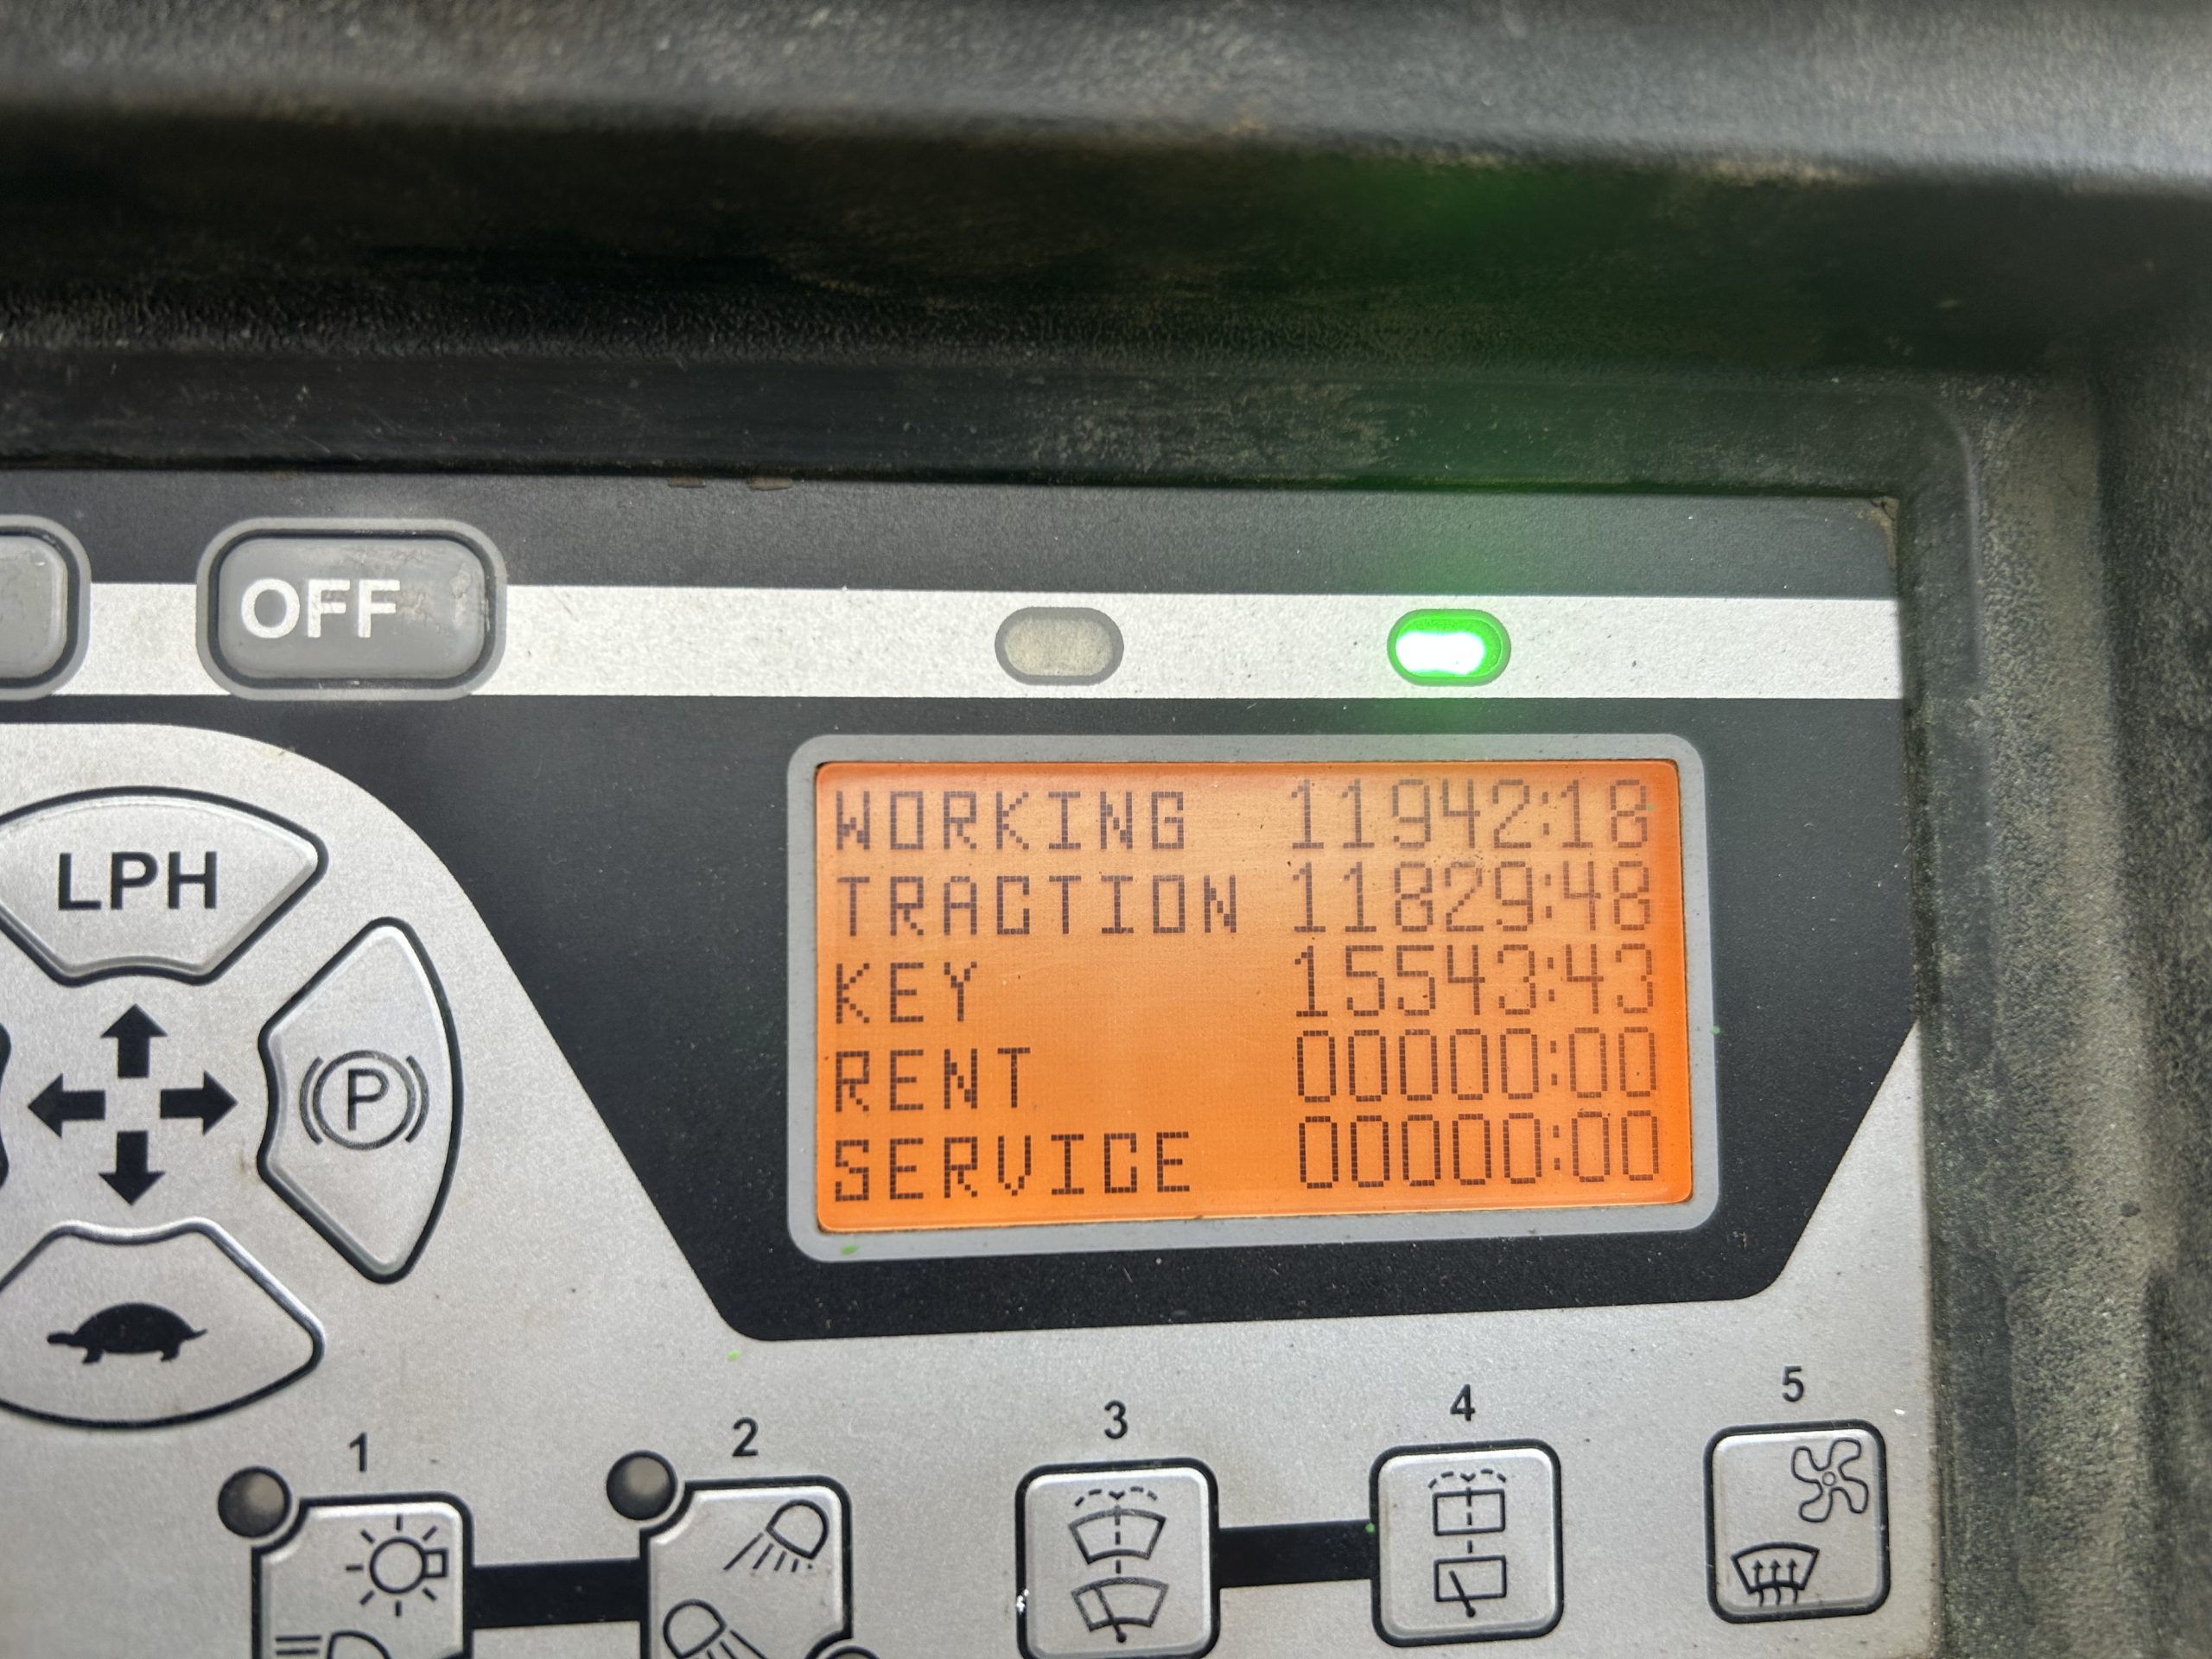 OFF
LPH
P
WORKING 11942:18
TRACTION 11829:48
KEY 15543:43
RENT 00000:00
SERVICE 00000:00
1 2 3 4 5